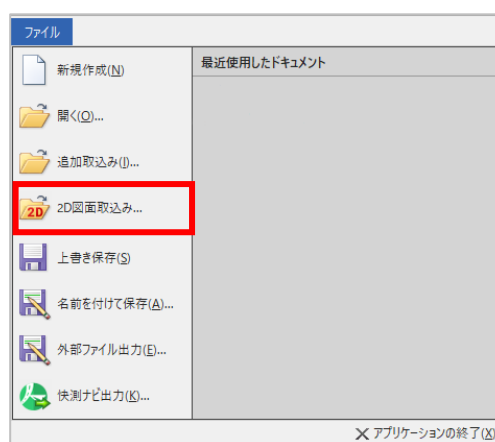 ファイル
新規作成(N)
最近使用したドキュメント
開く(O)...
追加取込み(I)...
2D
2D図面取込み...
上書き保存(S)
名前を付けて保存(A)...
外部ファイル出力(E)...
快測ナビ出力(K)...
アプリケーションの終了(X)